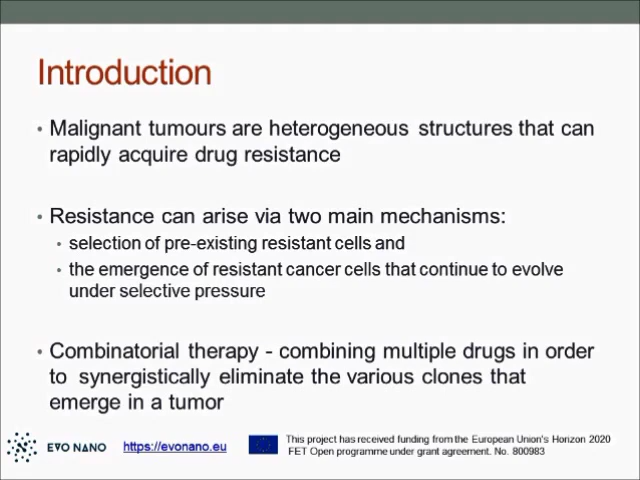 Introduction
• Malignant tumours are heterogeneous structures that can
rapidly acquire drug resistance
• Resistance can arise via two main mechanisms:
• selection of pre-existing resistant cells and
• the emergence of resistant cancer cells that continue to evolve
under selective pressure
• Combinatorial therapy - combining multiple drugs in order
to synergistically eliminate the various clones that
emerge in a tumor
EVO NANO
https://evonano.eu
This project has received funding from the European Union's Horizon 2020
FET Open programme under grant agreement. No. 800983